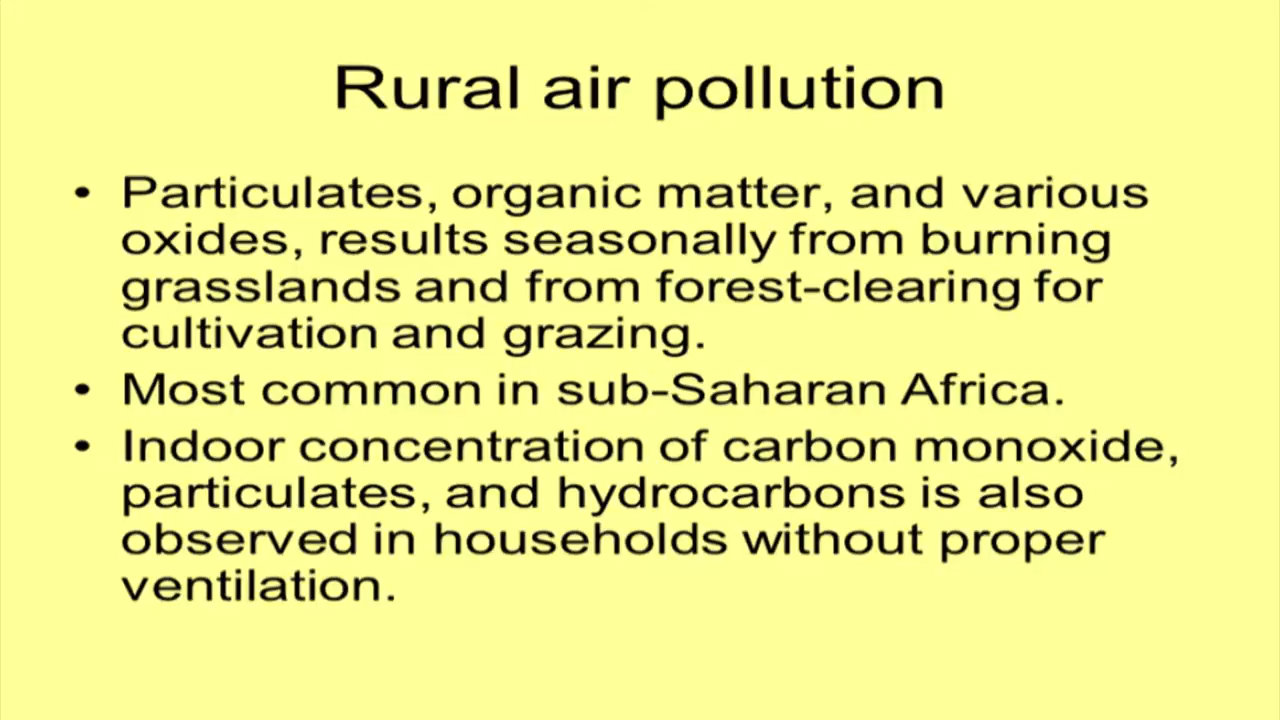 Rural air pollution
• Particulates, organic matter, and various
oxides, results seasonally from burning
grasslands and from forest-clearing for
cultivation and grazing.
• Most common in sub-Saharan Africa.
• Indoor concentration of carbon monoxide,
particulates, and hydrocarbons is also
observed in households without proper
ventilation.